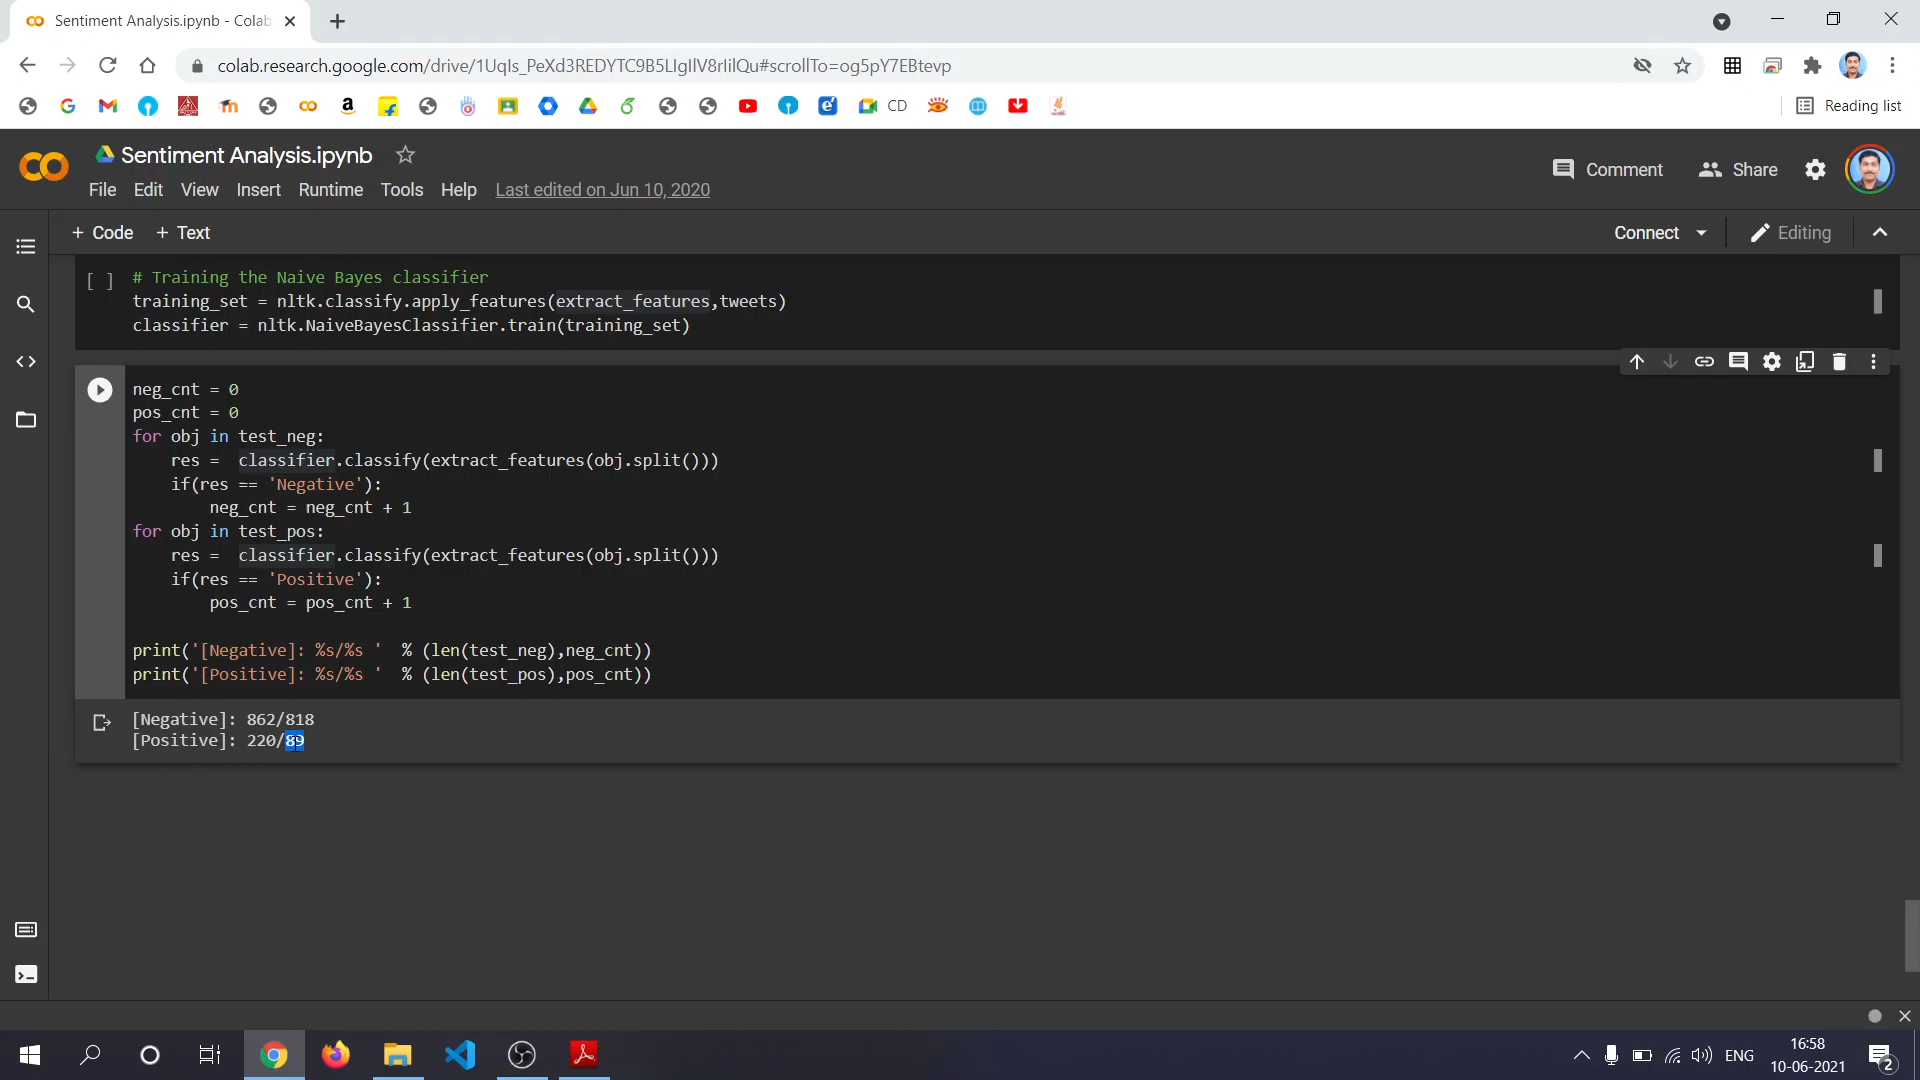 Sentiment Analysis.ipynb - Colab
colab.research.google.com/drive/1UqIs_PeXd3REDYTC9B5LIgIlV8rIilQu#scrollTo=og5pY7EBtevp
CD
Reading list
Sentiment Analysis.ipynb
Comment
Share
File Edit View Insert Runtime Tools Help Last edited on Jun 10, 2020
+ Code + Text
Connect
Editing
[ ] # Training the Naive Bayes classifier
training_set = nltk.classify.apply_features(extract_features,tweets)
classifier = nltk.NaiveBayesClassifier.train(training_set)
neg_cnt = 0
pos_cnt = 0
for obj in test_neg:
    res =  classifier.classify(extract_features(obj.split()))
    if(res == 'Negative'):
        neg_cnt = neg_cnt + 1
for obj in test_pos:
    res =  classifier.classify(extract_features(obj.split()))
    if(res == 'Positive'):
        pos_cnt = pos_cnt + 1
print('[Negative]: %s/%s '  % (len(test_neg),neg_cnt))
print('[Positive]: %s/%s '  % (len(test_pos),pos_cnt))
[Negative]: 862/818
[Positive]: 220/89
ENG
16:58
10-06-2021
2